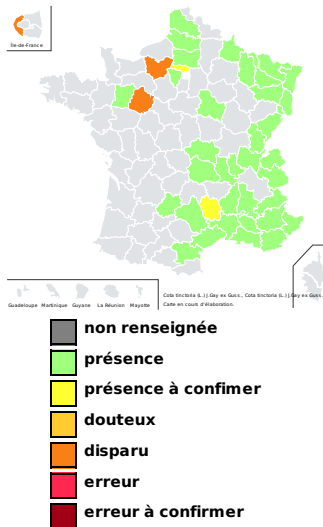 Île-de-France
Guadeloupe Martinique Guyane La Réunion Mayotte
Cota tinctoria (L.) J.Gay ex Guss., Cota tinctoria (L.) J.Gay ex Guss.
Carte en cours d'élaboration.
non renseignée
présence
présence à confimer
douteux
disparu
erreur
erreur à confirmer